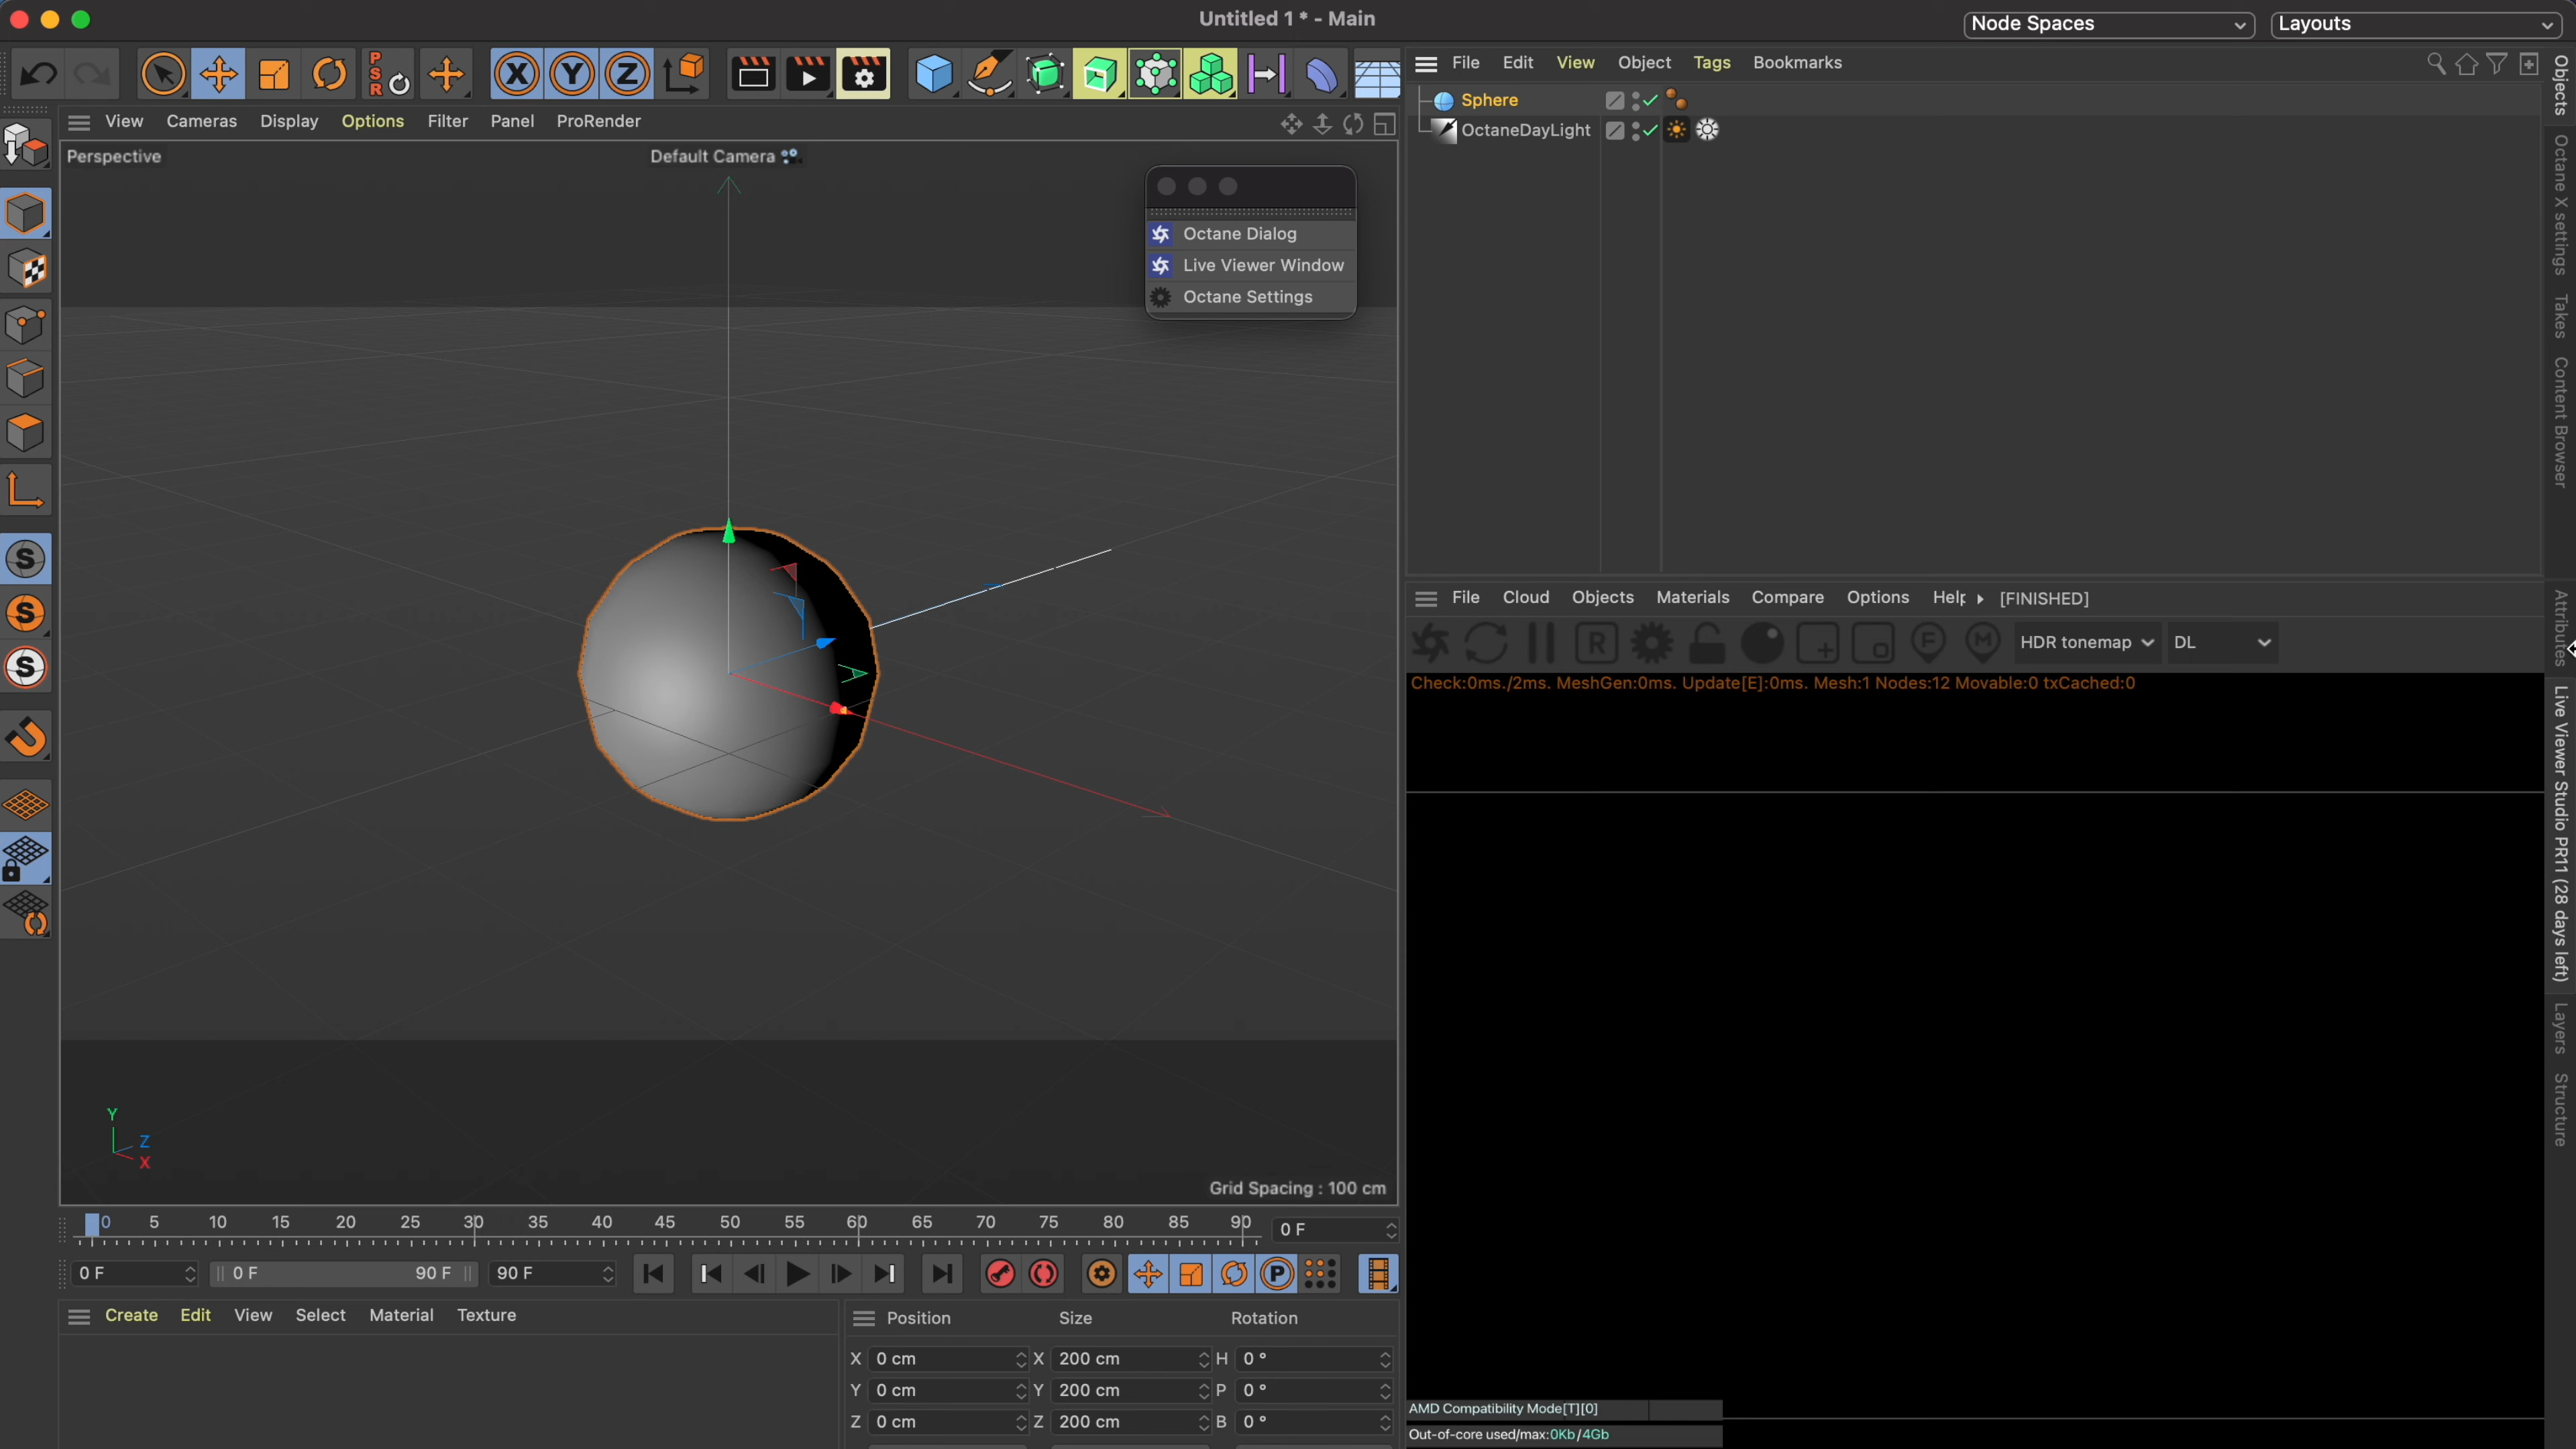 Untitled 1 * - Main
Node Spaces
Layouts
PSR
X Y Z
File Edit View Object Tags Bookmarks
Sphere
OctaneDayLight
View Cameras Display Options Filter Panel ProRender
Perspective
Default Camera
Octane Dialog
Live Viewer Window
Octane Settings
S
S
S
Y
Z
X
Grid Spacing : 100 cm
Objects
Octane X settings
Takes
Content Browser
File Cloud Objects Materials Compare Options Help [FINISHED]
R F M HDR tonemap DL
Check:0ms./2ms. MeshGen:0ms. Update[E]:0ms. Mesh:1 Nodes:12 Movable:0 txCached:0
Attributes
Live Viewer Studio PR11 (28 days left)
Layers
Structure
0 5 10 15 20 25 30 35 40 45 50 55 60 65 70 75 80 85 90 0 F
0 F 0 F 90 F 90 F P
Create Edit View Select Material Texture
Position Size Rotation
X 0 cm X 200 cm H 0 °
Y 0 cm Y 200 cm P 0 °
Z 0 cm Z 200 cm B 0 °
AMD Compatibility Mode[T][0]
Out-of-core used/max:0Kb/4Gb